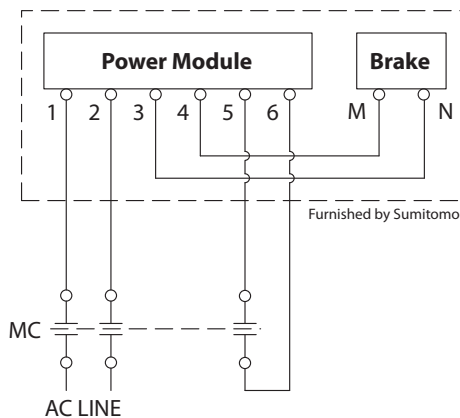 Power Module
Brake
1 2 3 4 5 6 M N
Furnished by Sumitomo
MC
AC LINE